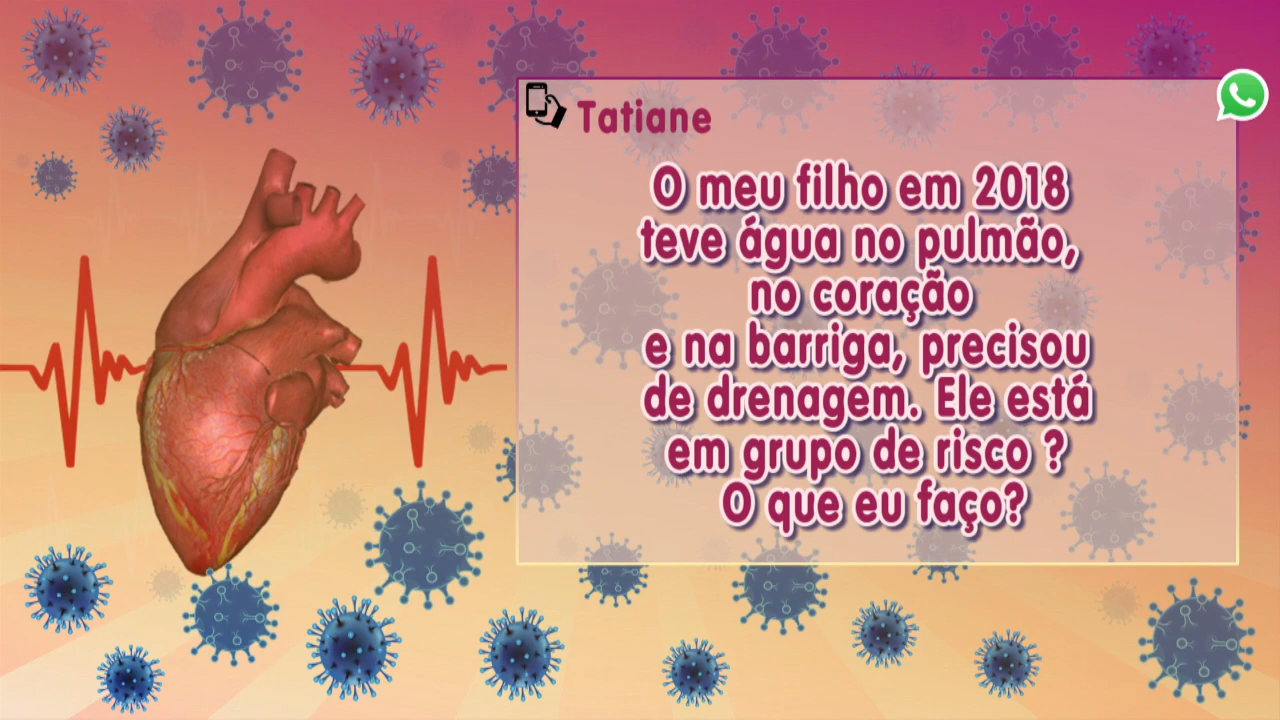 Tatiane
O meu filho em 2018
teve água no pulmão,
no coração
e na barriga, precisou
de drenagem. Ele está
em grupo de risco ?
O que eu faço?